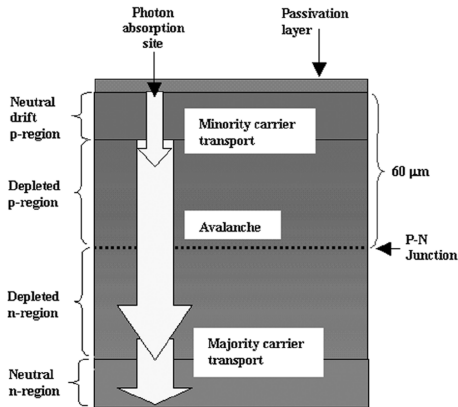 Photon
absorption
site
Passivation
layer
Neutral
drift
p-region
Minority carrier
transport
Depleted
p-region
60 μm
Avalanche
P-N
Junction
Depleted
n-region
Majority carrier
transport
Neutral
n-region